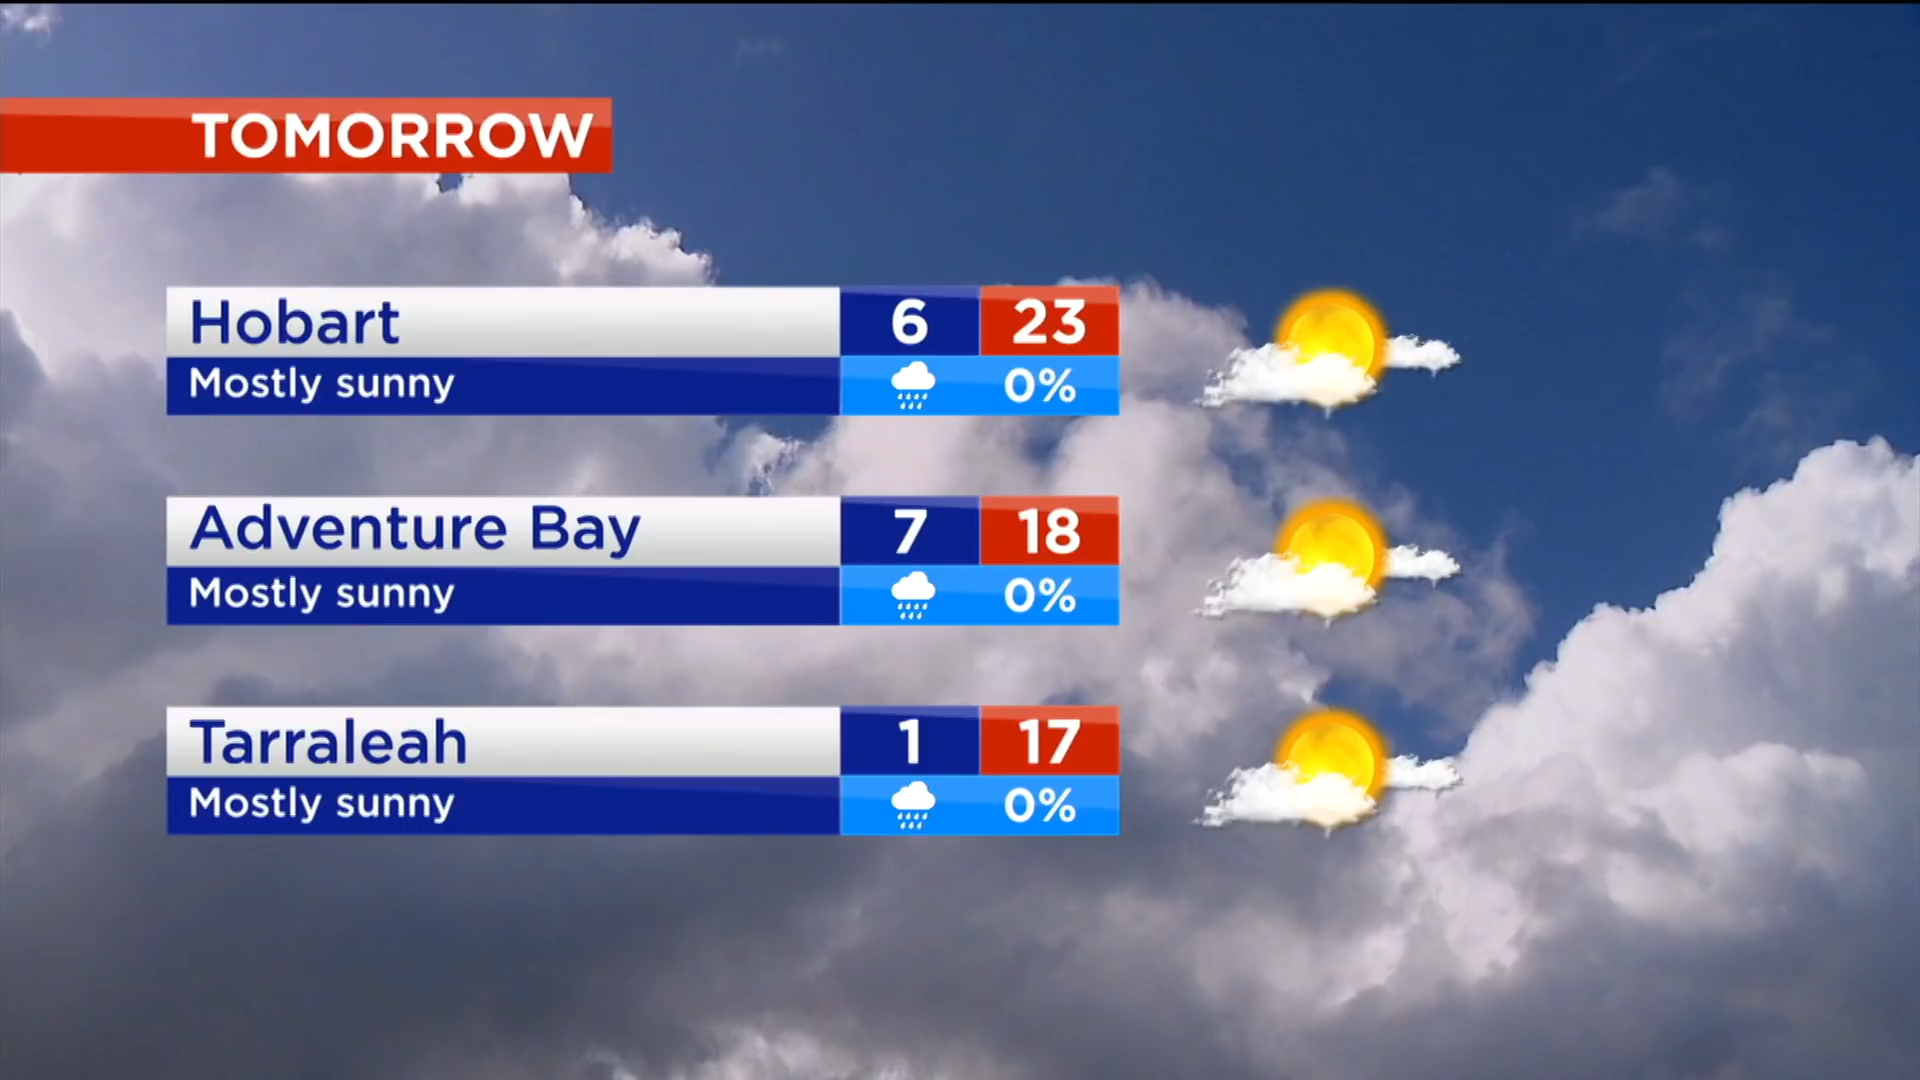 TOMORROW
Hobart 6 23
Mostly sunny 0%
Adventure Bay 7 18
Mostly sunny 0%
Tarraleah 1 17
Mostly sunny 0%